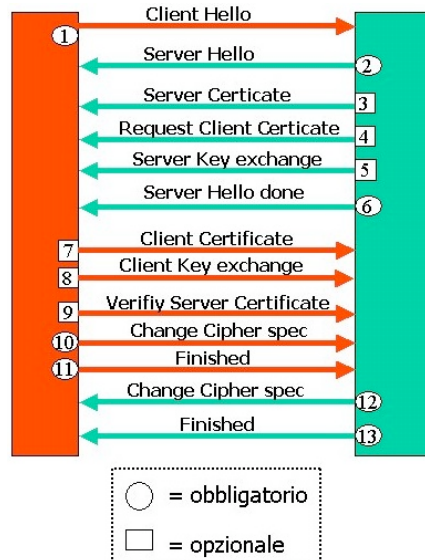 Client Hello
1
Server Hello
2
Server Certicate
3
Request Client Certicate
4
Server Key exchange
5
Server Hello done
6
Client Certificate
7
Client Key exchange
8
Verifiy Server Certificate
9
Change Cipher spec
10
Finished
11
Change Cipher spec
12
Finished
13
= obbligatorio
= opzionale